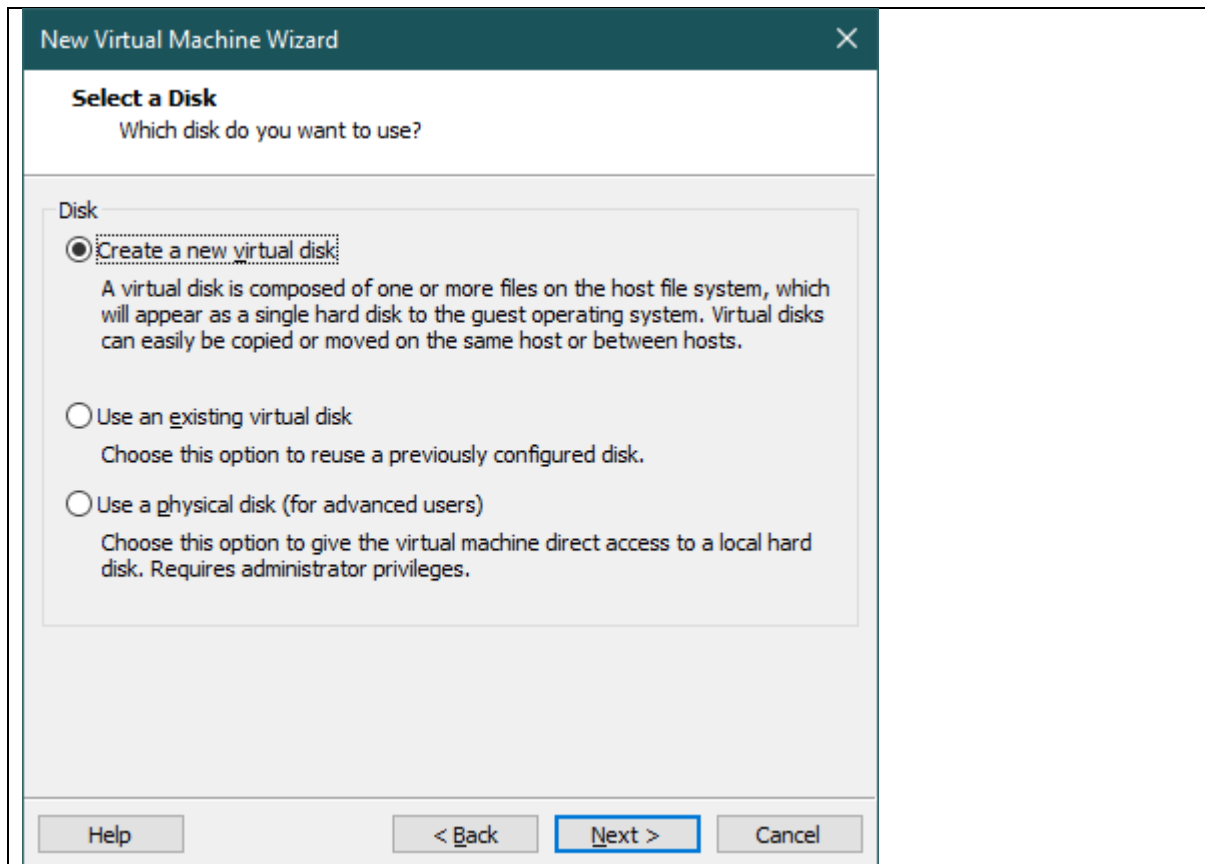 New Virtual Machine Wizard
Select a Disk
Which disk do you want to use?
Disk
Create a new virtual disk
A virtual disk is composed of one or more files on the host file system, which
will appear as a single hard disk to the guest operating system. Virtual disks
can easily be copied or moved on the same host or between hosts.
Use an existing virtual disk
Choose this option to reuse a previously configured disk.
Use a physical disk (for advanced users)
Choose this option to give the virtual machine direct access to a local hard
disk. Requires administrator privileges.
Help < Back Next > Cancel